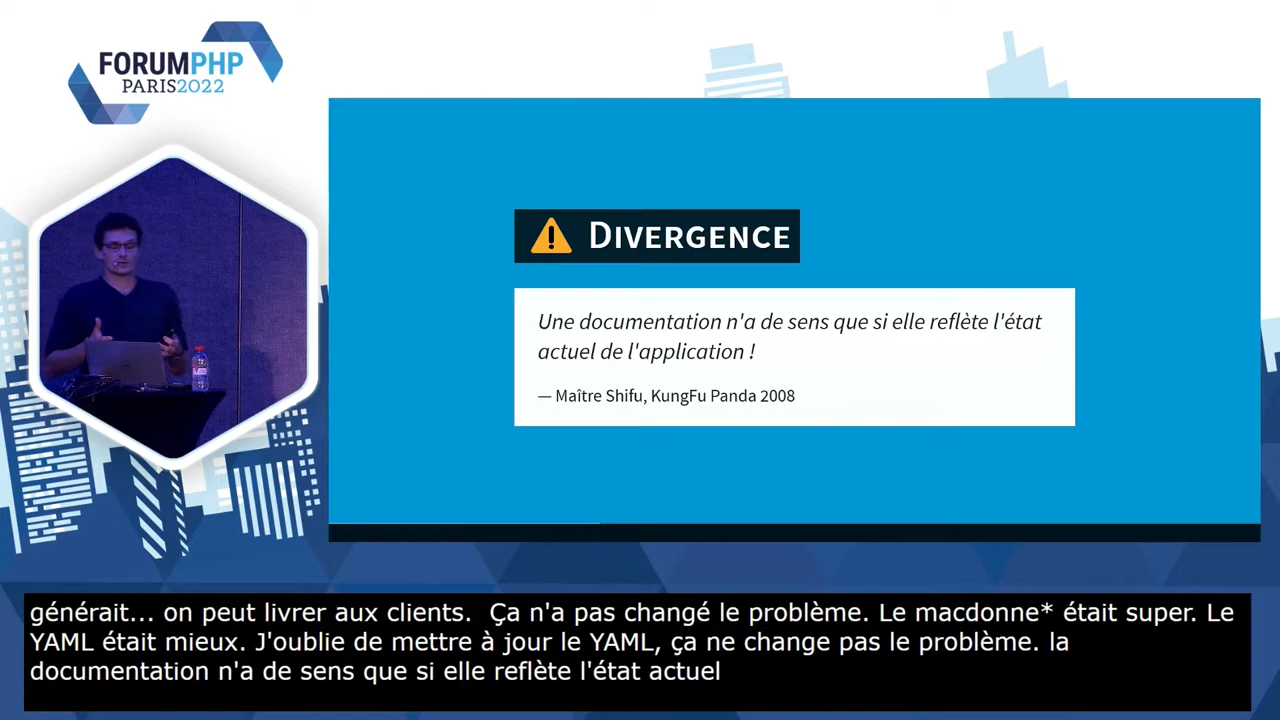 FORUMPHP
PARIS2022
DIVERGENCE
Une documentation n'a de sens que si elle reflète l'état
actuel de l'application !
— Maître Shifu, KungFu Panda 2008
générait... on peut livrer aux clients.  Ça n'a pas changé le problème. Le macdonne* était super. Le
YAML était mieux. J'oublie de mettre à jour le YAML, ça ne change pas le problème. la
documentation n'a de sens que si elle reflète l'état actuel